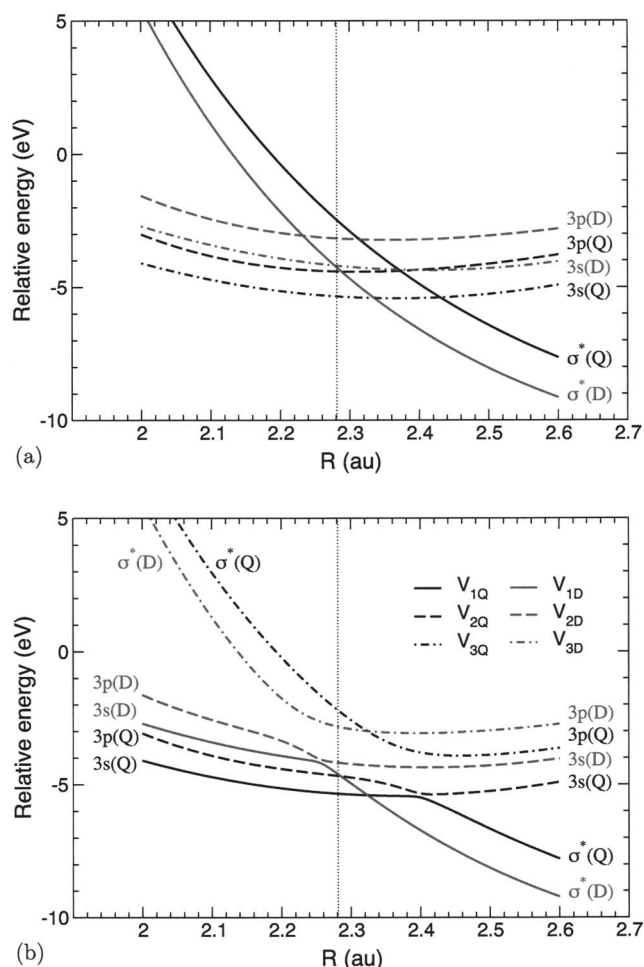 5
0
-5
-10
Relative energy (eV)
3p(D)
3p(Q)
3s(D)
3s(Q)
σ*(Q)
σ*(D)
2 2.1 2.2 2.3 2.4 2.5 2.6 2.7
R (au)
(a)
5
0
-5
-10
Relative energy (eV)
σ*(D) σ*(Q)
V1Q V1D
V2Q V2D
V3Q V3D
3p(D)
3s(D)
3p(Q)
3s(Q)
3p(D)
3p(Q)
3s(D)
3s(Q)
σ*(Q)
σ*(D)
2 2.1 2.2 2.3 2.4 2.5 2.6 2.7
R (au)
(b)